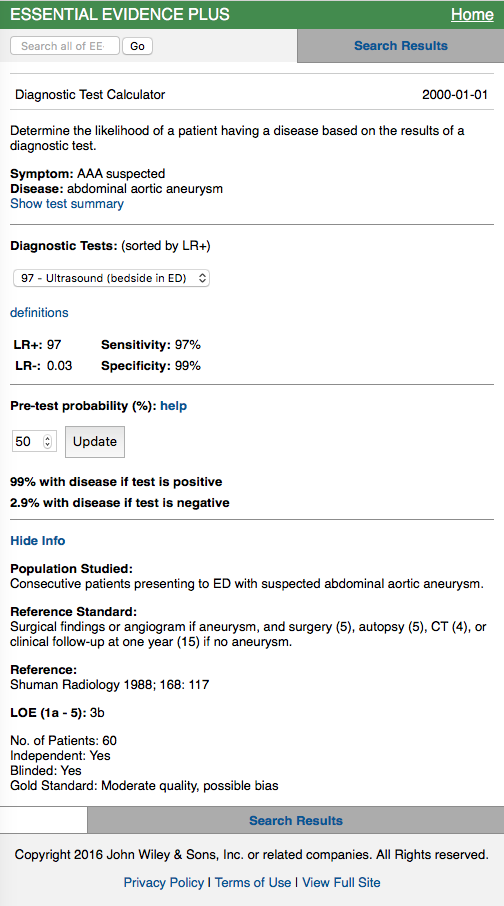 ESSENTIAL EVIDENCE PLUS Home
Search all of EE Go Search Results
Diagnostic Test Calculator 2000-01-01
Determine the likelihood of a patient having a disease based on the results of a
diagnostic test.
Symptom: AAA suspected
Disease: abdominal aortic aneurysm
Show test summary
Diagnostic Tests: (sorted by LR+)
97 - Ultrasound (bedside in ED)
definitions
LR+: 97 Sensitivity: 97%
LR-: 0.03 Specificity: 99%
Pre-test probability (%): help
50 Update
99% with disease if test is positive
2.9% with disease if test is negative
Hide Info
Population Studied:
Consecutive patients presenting to ED with suspected abdominal aortic aneurysm.
Reference Standard:
Surgical findings or angiogram if aneurysm, and surgery (5), autopsy (5), CT (4), or
clinical follow-up at one year (15) if no aneurysm.
Reference:
Shuman Radiology 1988; 168: 117
LOE (1a - 5): 3b
No. of Patients: 60
Independent: Yes
Blinded: Yes
Gold Standard: Moderate quality, possible bias
Search Results
Copyright 2016 John Wiley & Sons, Inc. or related companies. All Rights reserved.
Privacy Policy | Terms of Use | View Full Site